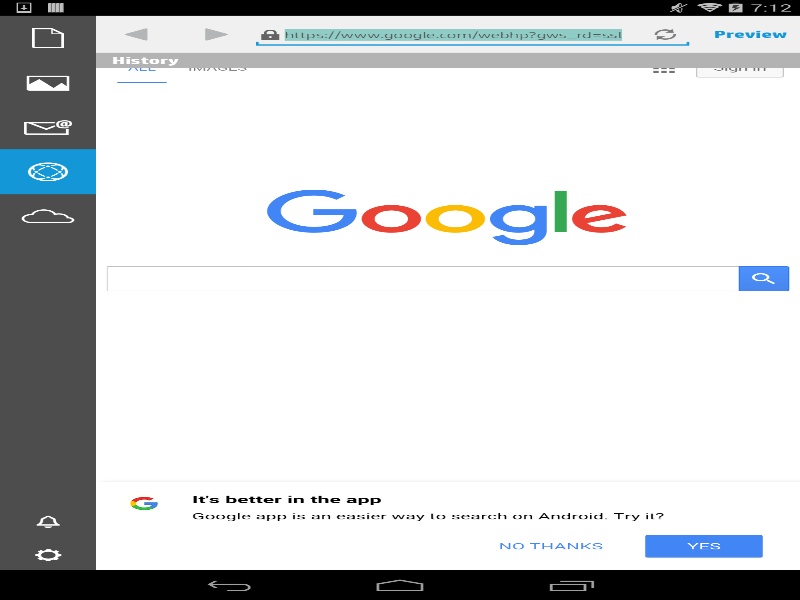 7:12
https://www.google.com/webhp?gws_rd=ssl
Preview
History
ALL IMAGES
Sign in
Google
It's better in the app
Google app is an easier way to search on Android. Try it?
NO THANKS
YES